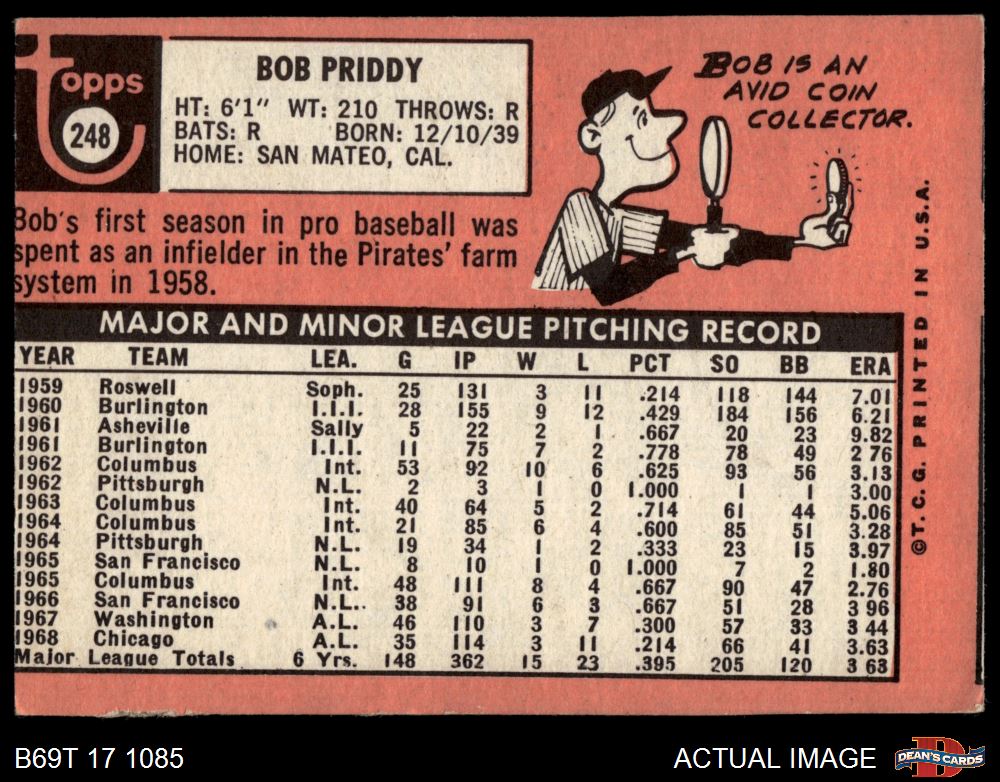 Topps
248
BOB PRIDDY
HT: 6'1" WT: 210 THROWS: R
BATS: R BORN: 12/10/39
HOME: SAN MATEO, CAL.
BOB IS AN
AVID COIN
COLLECTOR.
Bob's first season in pro baseball was
spent as an infielder in the Pirates' farm
system in 1958.
MAJOR AND MINOR LEAGUE PITCHING RECORD
YEAR TEAM LEA. G IP W L PCT SO BB ERA
1959 Roswell Soph. 25 131 3 11 .214 118 144 7.01
1960 Burlington I.I.I. 28 155 9 12 .429 184 156 6.21
1961 Asheville Sally 5 22 2 1 .667 20 23 9.82
1961 Burlington I.I.I. 11 75 7 2 .778 78 49 2 76
1962 Columbus Int. 53 92 10 6 .625 93 56 3.13
1962 Pittsburgh N.L. 2 3 1 0 1.000 1 1 3.00
1963 Columbus Int. 40 64 5 2 .714 61 44 5.06
1964 Columbus Int. 21 85 6 4 .600 85 51 3.28
1964 Pittsburgh N.L. 19 34 1 2 .333 23 15 3.97
1965 San Francisco N.L. 8 10 1 0 1.000 7 2 1.80
1965 Columbus Int. 48 111 8 4 .667 90 47 2.76
1966 San Francisco N.L.. 38 91 6 3 .667 51 28 3 96
1967 Washington A.L. 46 110 3 7 .300 57 33 3 44
1968 Chicago A.L. 35 114 3 11 .214 66 41 3.63
Major League Totals 6 Yrs. 148 362 15 23 .395 205 120 3 63
©T. C. G. PRINTED IN U.S.A.
B69T 17 1085
ACTUAL IMAGE
D
DEAN'S CARDS